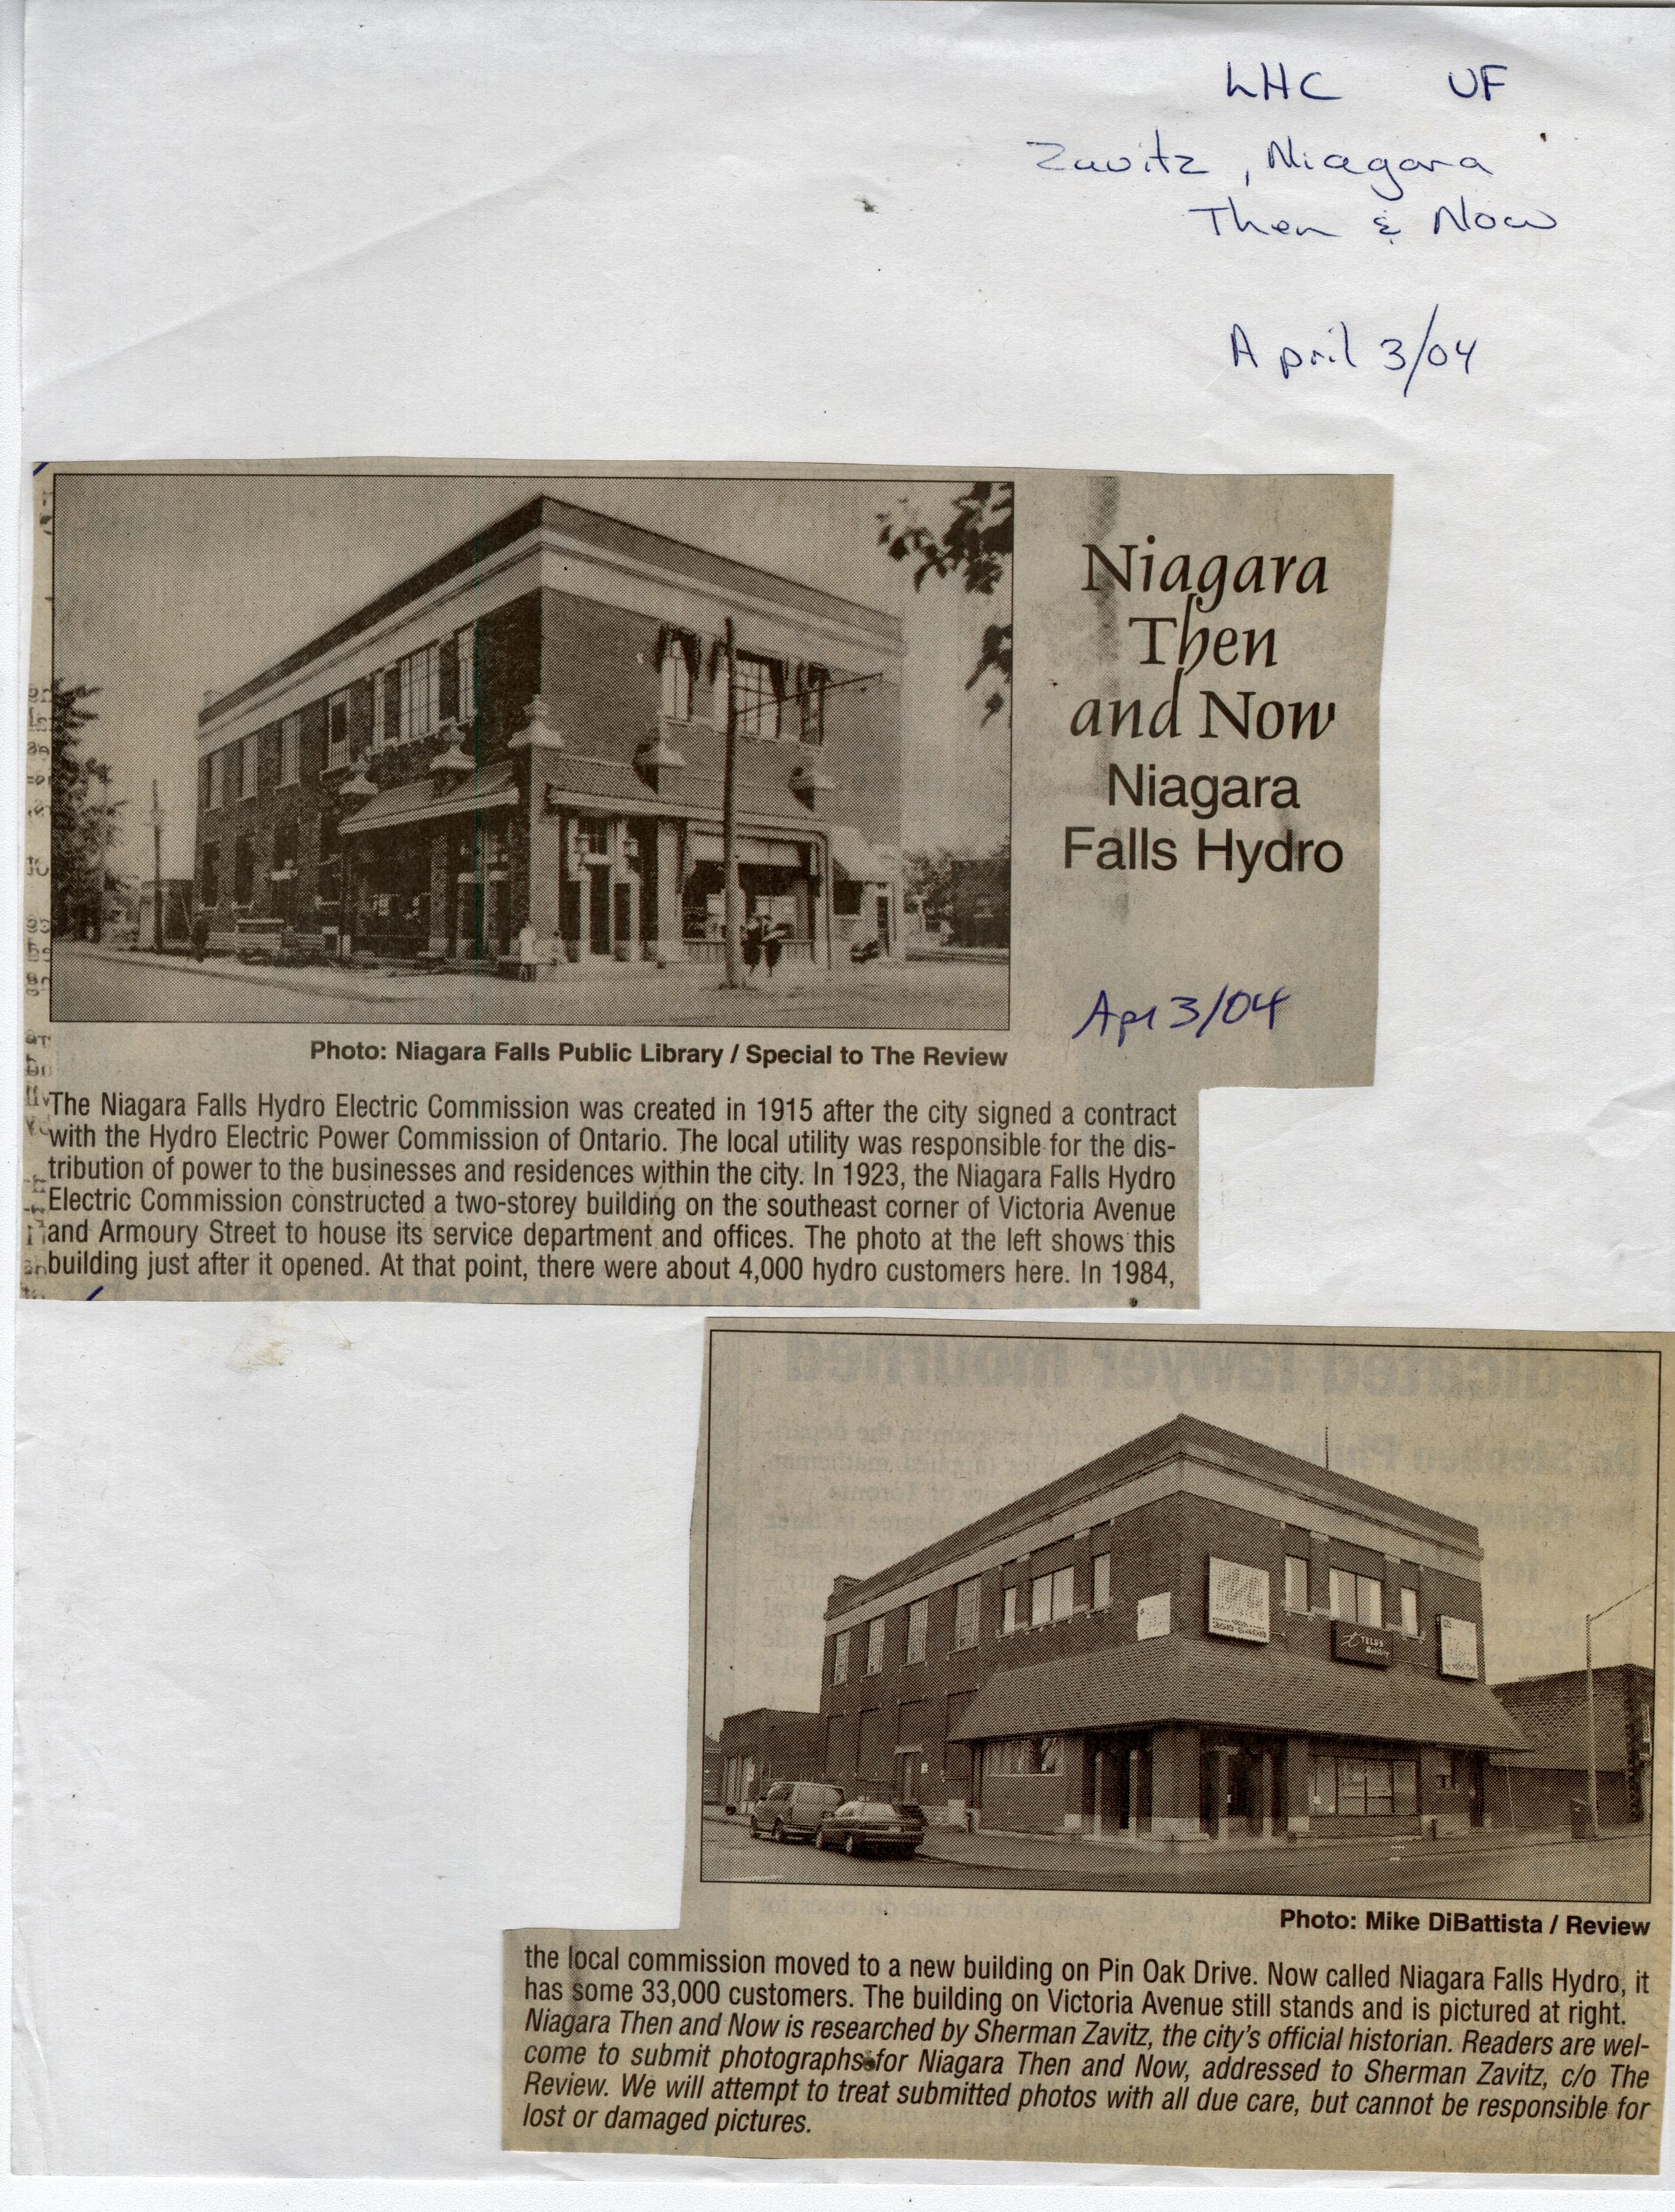 LHC UF
Zavitz, Niagara
Then & Now
April 3/04
Niagara
Then
and Now
Niagara
Falls Hydro
Apr 3/04
Photo: Niagara Falls Public Library / Special to The Review
The Niagara Falls Hydro Electric Commission was created in 1915 after the city signed a contract
with the Hydro Electric Power Commission of Ontario. The local utility was responsible for the dis-
tribution of power to the businesses and residences within the city. In 1923, the Niagara Falls Hydro
Electric Commission constructed a two-storey building on the southeast corner of Victoria Avenue
and Armoury Street to house its service department and offices. The photo at the left shows this
building just after it opened. At that point, there were about 4,000 hydro customers here. In 1984,
TELUS
Mobility
Photo: Mike DiBattista / Review
the local commission moved to a new building on Pin Oak Drive. Now called Niagara Falls Hydro, it
has some 33,000 customers. The building on Victoria Avenue still stands and is pictured at right.
Niagara Then and Now is researched by Sherman Zavitz, the city's official historian. Readers are wel-
come to submit photographs for Niagara Then and Now, addressed to Sherman Zavitz, c/o The
Review. We will attempt to treat submitted photos with all due care, but cannot be responsible for
lost or damaged pictures.